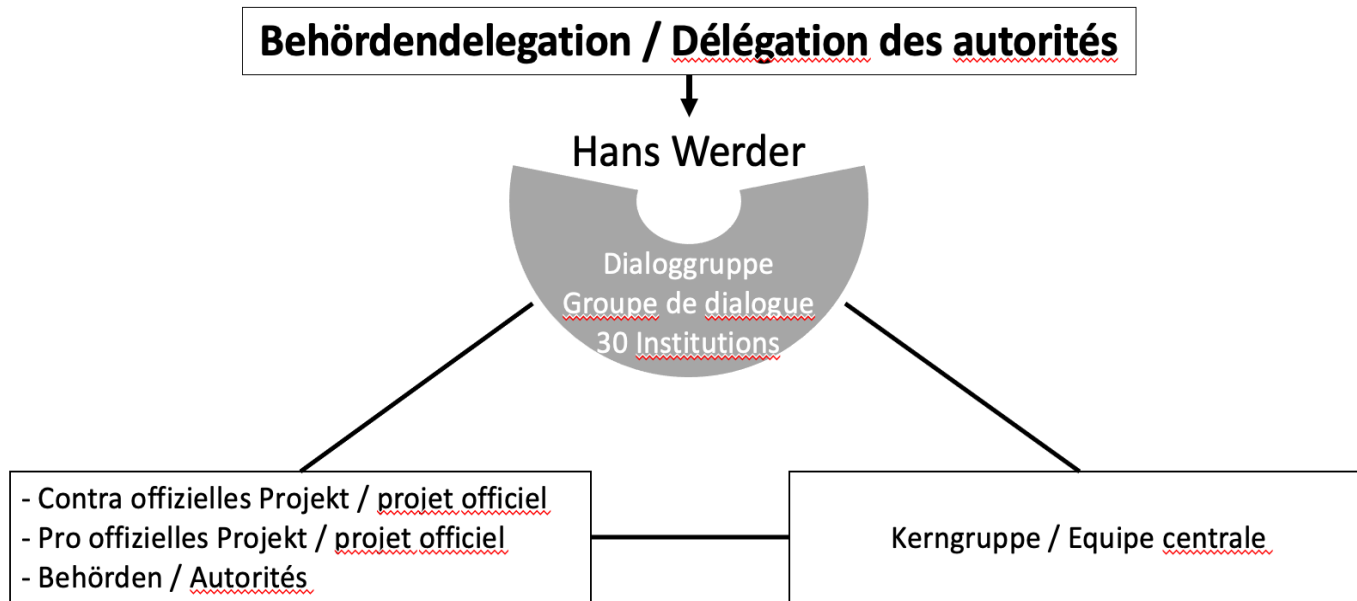 Behördendelegation / Délégation des autorités
Hans Werder
Dialoggruppe
Groupe de dialogue
30 Institutions
- Contra offizielles Projekt / projet officiel
- Pro offizielles Projekt / projet officiel
- Behörden / Autorités
Kerngruppe / Equipe centrale